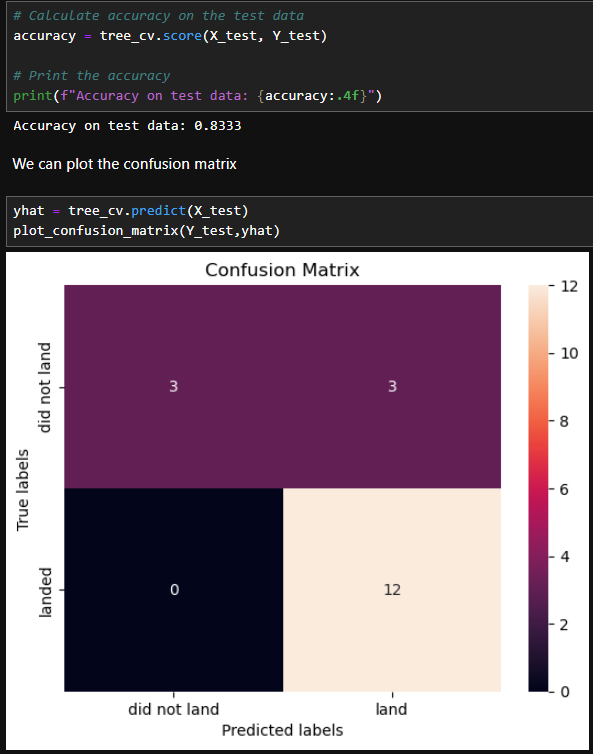 # Calculate accuracy on the test data
accuracy = tree_cv.score(X_test, Y_test)
# Print the accuracy
print(f"Accuracy on test data: {accuracy:.4f}")
Accuracy on test data: 0.8333
We can plot the confusion matrix
yhat = tree_cv.predict(X_test)
plot_confusion_matrix(Y_test,yhat)
Confusion Matrix
True labels
did not land
3
3
landed
0
12
did not land
land
Predicted labels
12
10
8
6
4
2
0